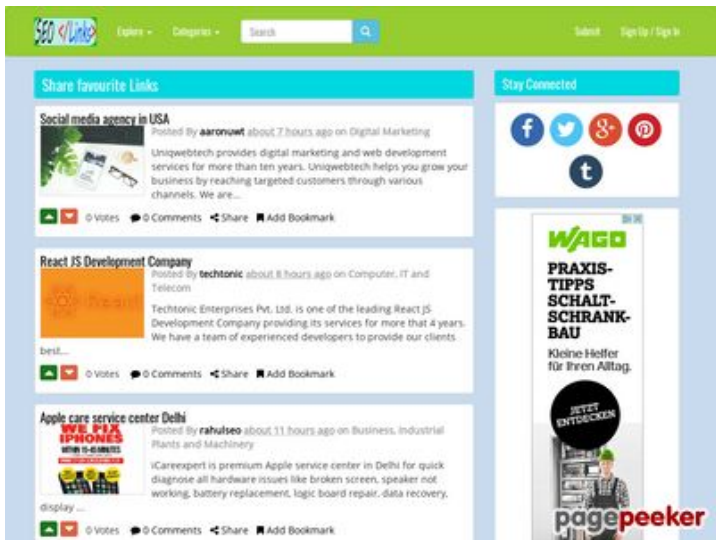 SEO </Links>
Explore
Categories
Search
Submit
Sign Up / Sign In
Share favourite Links
Social media agency in USA
Posted By aaronuwt about 7 hours ago on Digital Marketing
Uniqwebtech provides digital marketing and web development
services for more than ten years. Uniqwebtech helps you grow your
business by reaching targeted customers through various
channels. We are...
0 Votes 0 Comments Share Add Bookmark
React JS Development Company
Posted By techtonic about 8 hours ago on Computer, IT and
Telecom
Techtonic Enterprises Pvt. Ltd. is one of the leading React JS
Development Company providing its services for more that 4 years.
We have a team of experienced developers to provide our clients
best...
0 Votes 0 Comments Share Add Bookmark
Apple care service center Delhi
WE FIX
IPHONES
Posted By rahulseo about 11 hours ago on Business, Industrial
Plants and Machinery
iCareexpert is premium Apple service center in Delhi for quick
diagnose all hardware issues like broken screen, speaker not
working, battery replacement, logic board repair, data recovery,
display ...
0 Votes 0 Comments Share Add Bookmark
Stay Connected
WAGO
PRAXIS-
TIPPS
SCHALT-
SCHRANK-
BAU
Kleine Helfer
für Ihren Alltag.
JETZT
ENTDECKEN
pagepeeker